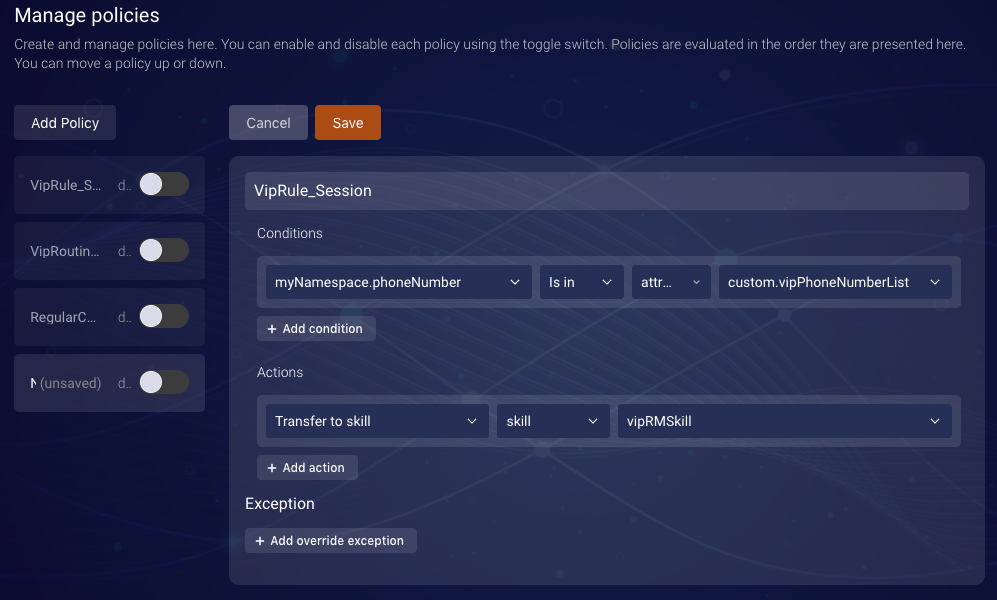 Manage policies
Create and manage policies here. You can enable and disable each policy using the toggle switch. Policies are evaluated in the order they are presented here.
You can move a policy up or down.
Add Policy
Cancel
Save
VipRule_S... d..
VipRoutin... d..
RegularC... d..
N (unsaved) d..
VipRule_Session
Conditions
myNamespace.phoneNumber Is in attr... custom.vipPhoneNumberList
+ Add condition
Actions
Transfer to skill skill vipRMSkill
+ Add action
Exception
+ Add override exception